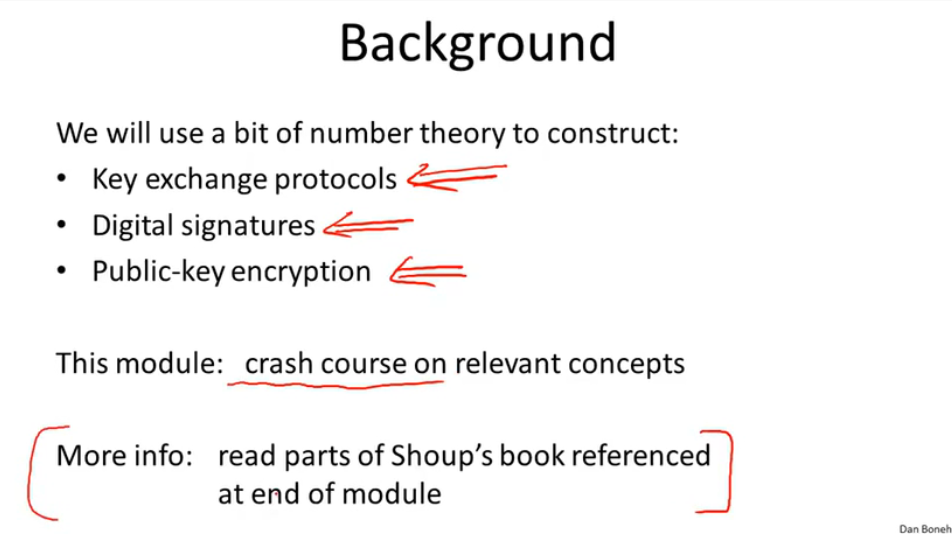 Background
We will use a bit of number theory to construct:
• Key exchange protocols
• Digital signatures
• Public-key encryption
This module: crash course on relevant concepts
More info: read parts of Shoup's book referenced
at end of module
Dan Boneh